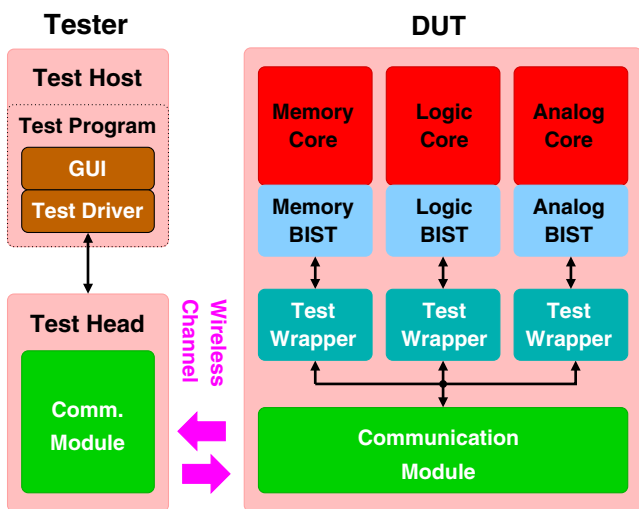 Tester
Test Host
Test Program
GUI
Test Driver
Test Head
Comm.
Module
Wireless
Channel
DUT
Memory
Core
Logic
Core
Analog
Core
Memory
BIST
Logic
BIST
Analog
BIST
Test
Wrapper
Test
Wrapper
Test
Wrapper
Communication
Module